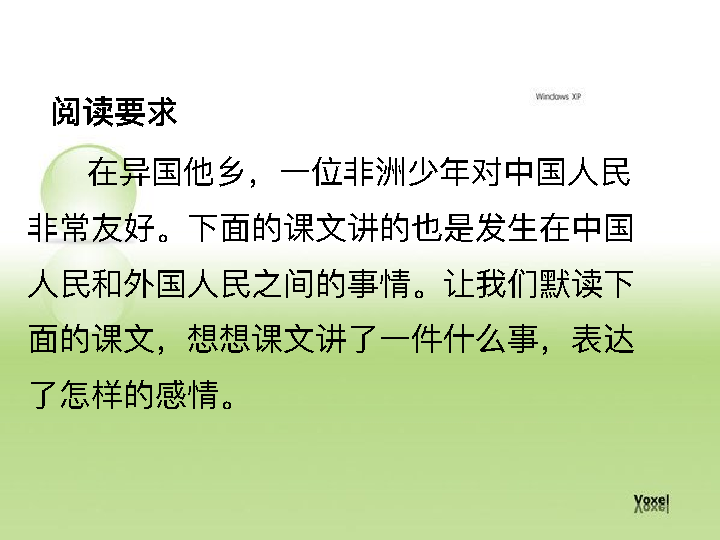 Windows XP
阅读要求
在异国他乡，一位非洲少年对中国人民
非常友好。下面的课文讲的也是发生在中国
人民和外国人民之间的事情。让我们默读下
面的课文，想想课文讲了一件什么事，表达
了怎样的感情。
Voxel